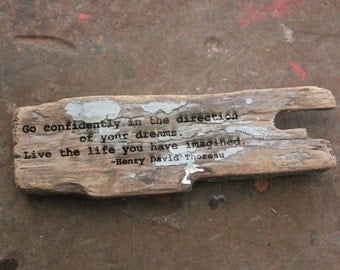 Go confidently in the direction
of your dreams.
Live the life you have imagined.
-Henry David Thoreau